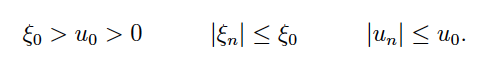 ξ₀ > u₀ > 0 |ξₙ| ≤ ξ₀ |uₙ| ≤ u₀.